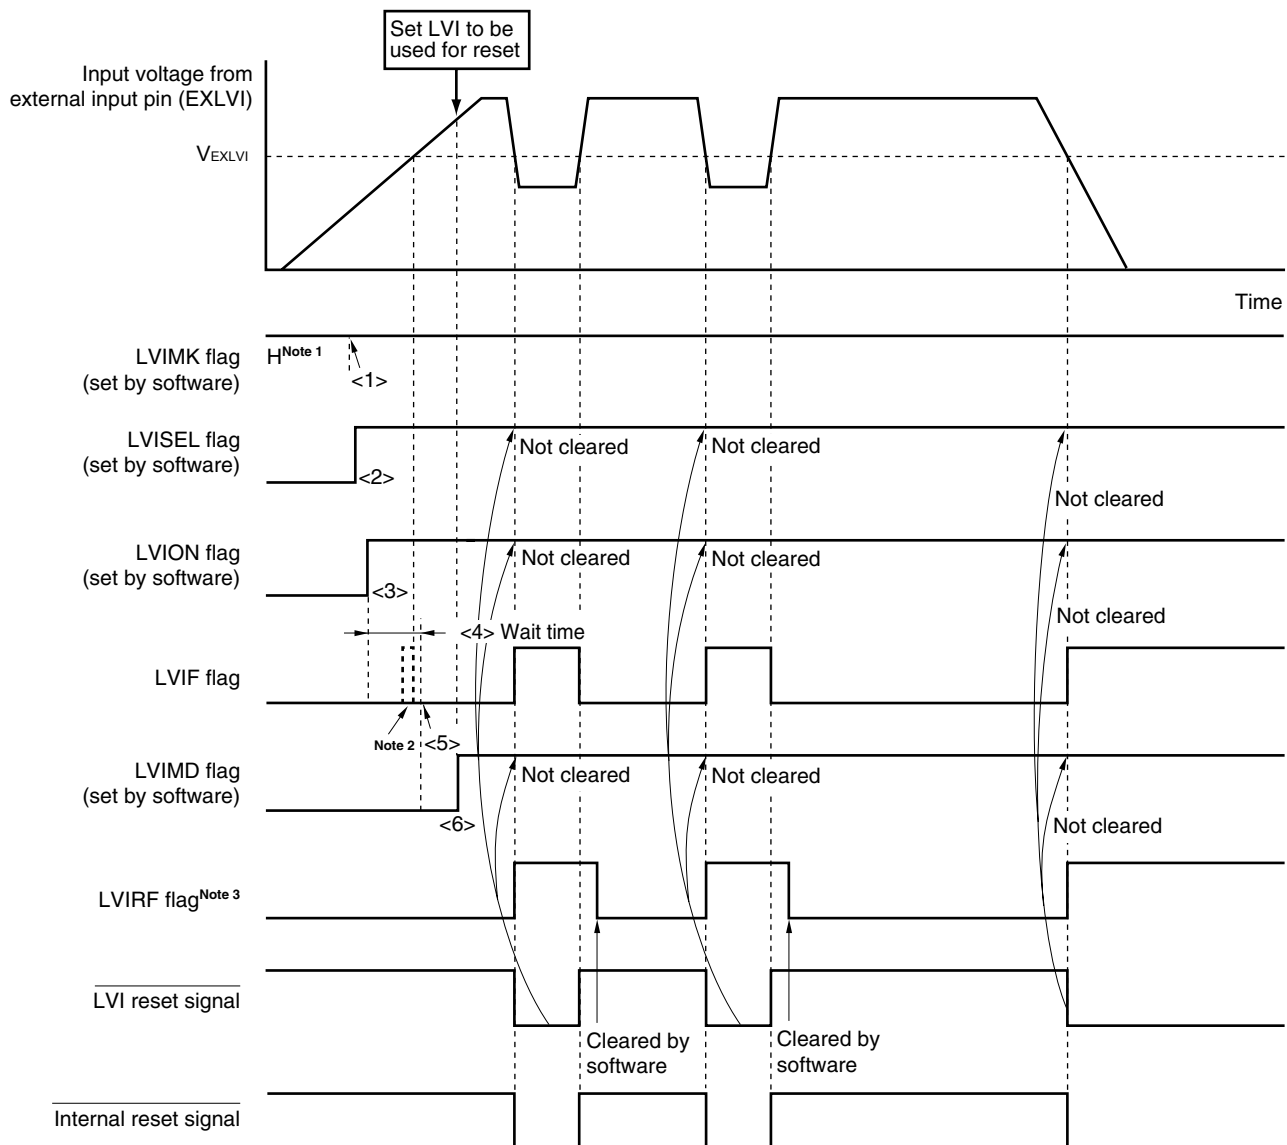 Set LVI to be
used for reset
Input voltage from
external input pin (EXLVI)
VEXLVI
Time
LVIMK flag
(set by software)
HNote 1
<1>
LVISEL flag
(set by software)
<2>
Not cleared
Not cleared
Not cleared
LVION flag
(set by software)
<3>
Not cleared
Not cleared
Not cleared
<4> Wait time
LVIF flag
Note 2
<5>
LVIMD flag
(set by software)
<6>
Not cleared
Not cleared
Not cleared
LVIRF flagNote 3
LVI reset signal
Cleared by
software
Cleared by
software
Internal reset signal